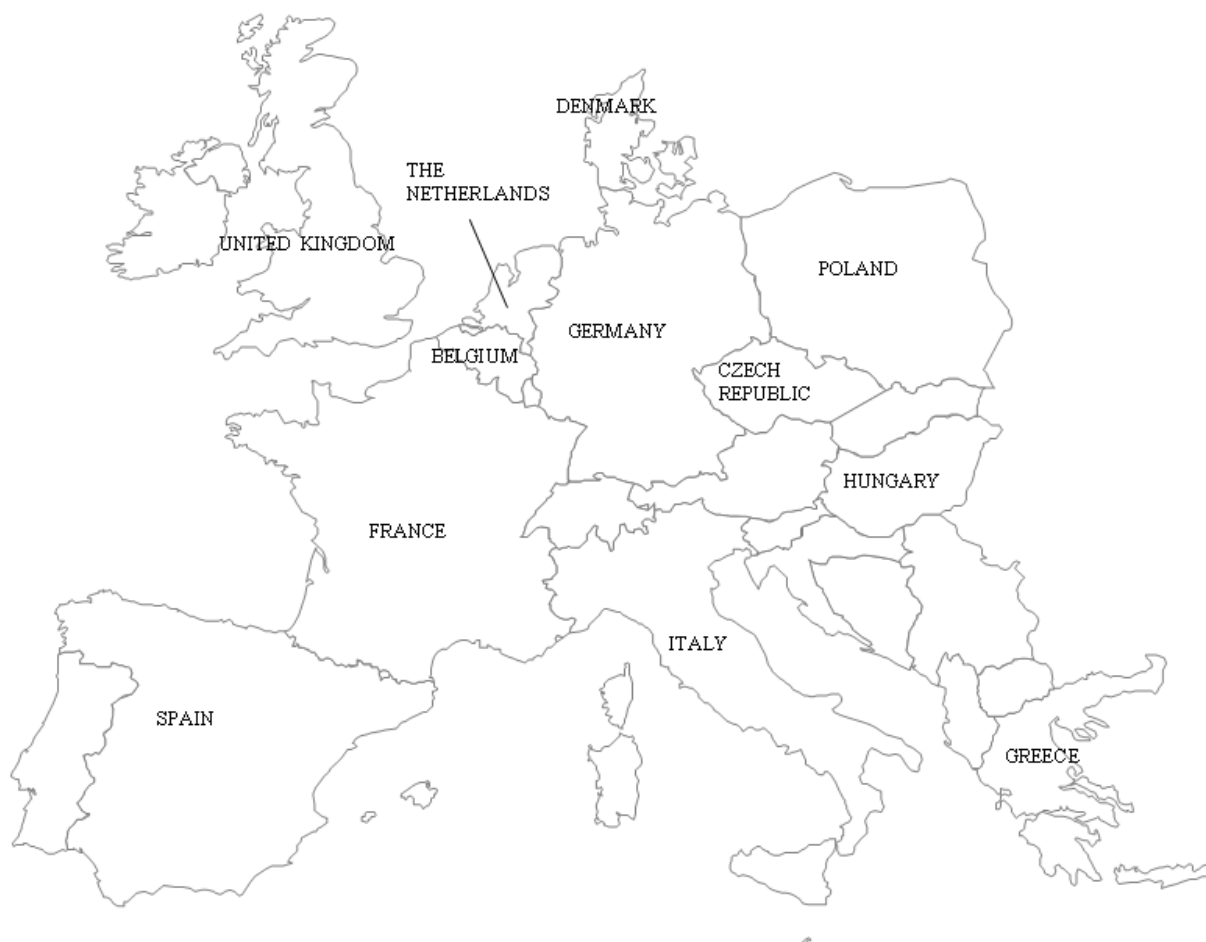 DENMARK
THE
NETHERLANDS
UNITED KINGDOM
POLAND
GERMANY
BELGIUM
CZECH
REPUBLIC
HUNGARY
FRANCE
ITALY
SPAIN
GREECE